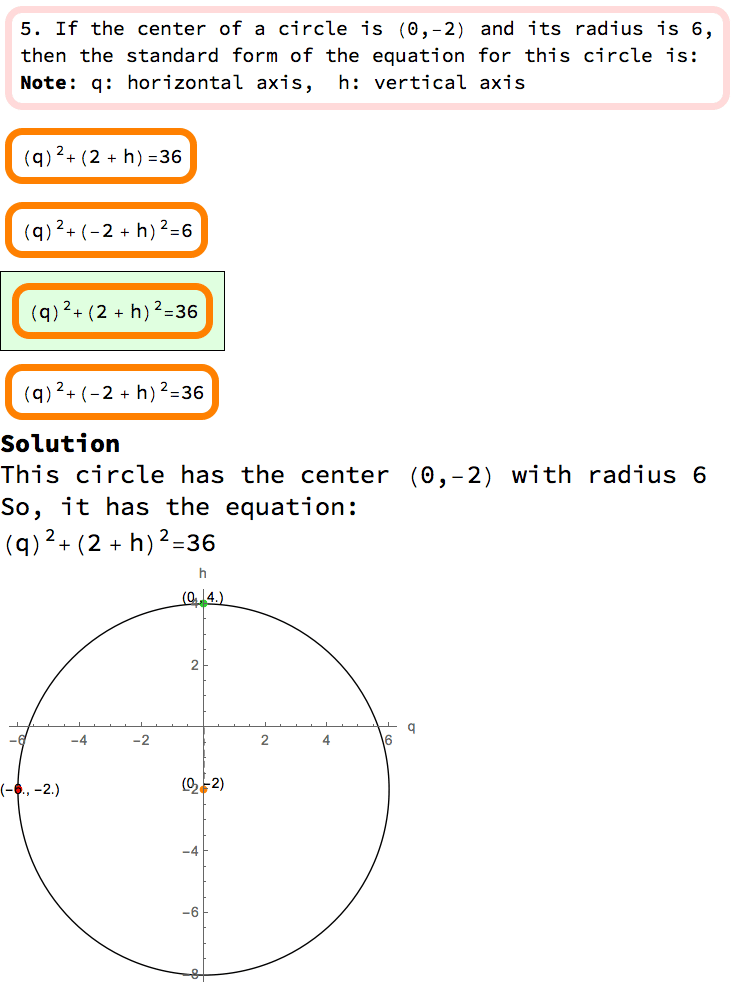 5. If the center of a circle is (0,-2) and its radius is 6,
then the standard form of the equation for this circle is:
Note: q: horizontal axis,  h: vertical axis
(q)²+(2 + h)=36
(q)²+(-2 + h)²=6
(q)²+(2 + h)²=36
(q)²+(-2 + h)²=36
Solution
This circle has the center (0,-2) with radius 6
So, it has the equation:
(q)²+(2 + h)²=36
h
(0, 4.)
4
2
q
-6 -4 -2 2 4 6
(0,-2)
-2
(-6., -2.)
-4
-6
-8